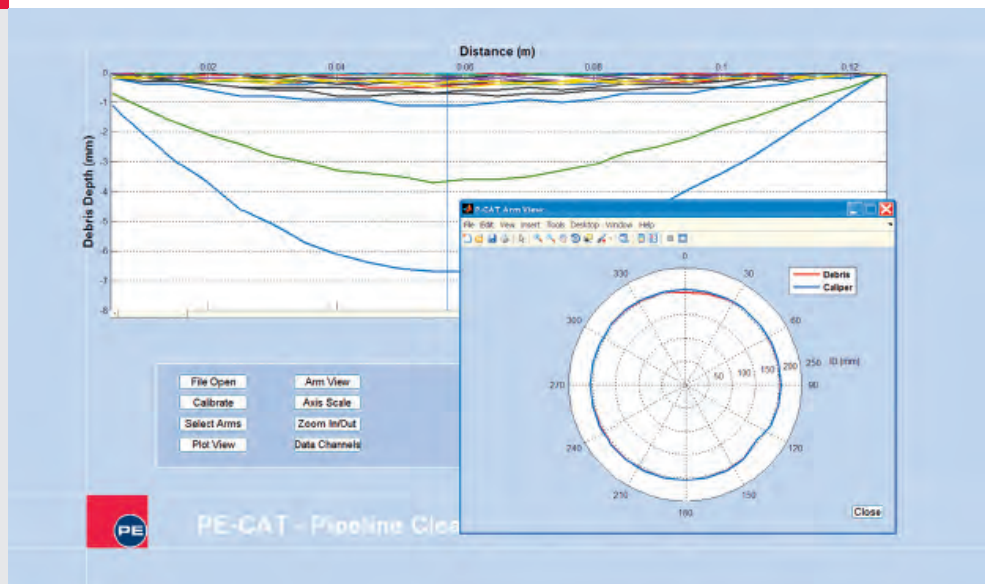 Distance (m)
0.02 0.04 0.06 0.08 0.1 0.12
0
-1
-2
-3
-4
-5
-6
-7
-8
Debris Depth (mm)
P-CAT Arm View
File Edit View Insert Tools Desktop Window Help
0
30
60
90
120
150
180
210
240
270
300
330
50 100 150 200 250 ID (mm)
Debris
Caliper
Close
File Open Arm View
Calibrate Axis Scale
Select Arms Zoom In/Out
Plot View Data Channels
PE
PE-CAT - Pipeline Clea